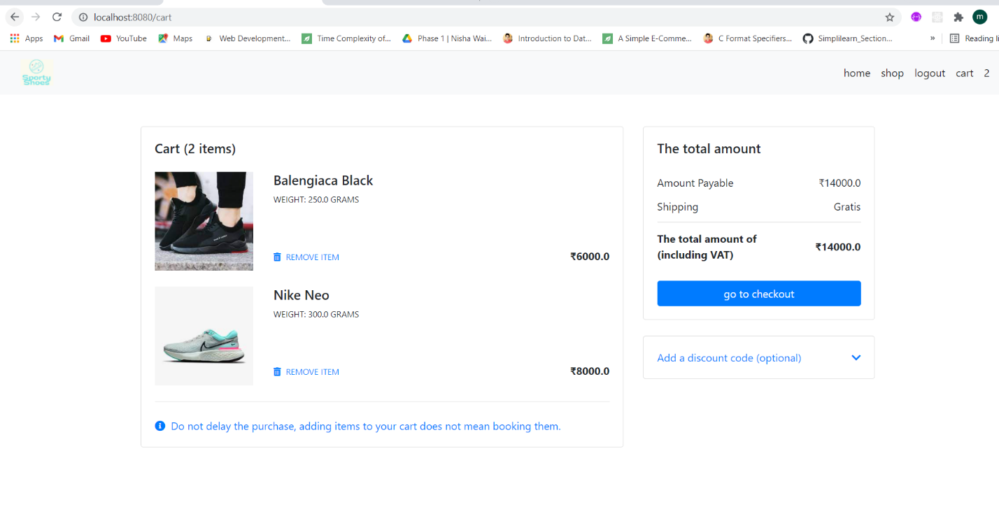 localhost:8080/cart
m
Apps Gmail YouTube Maps Web Development... Time Complexity of... Phase 1 | Nisha Wai... Introduction to Dat... A Simple E-Comme... C Format Specifiers... Simplilearn_Section... » Reading li
Sporty
Shoes
home shop logout cart 2
Cart (2 items)
Balengiaca Black
WEIGHT: 250.0 GRAMS
REMOVE ITEM ₹6000.0
Nike Neo
WEIGHT: 300.0 GRAMS
REMOVE ITEM ₹8000.0
Do not delay the purchase, adding items to your cart does not mean booking them.
The total amount
Amount Payable ₹14000.0
Shipping Gratis
The total amount of
(including VAT) ₹14000.0
go to checkout
Add a discount code (optional)